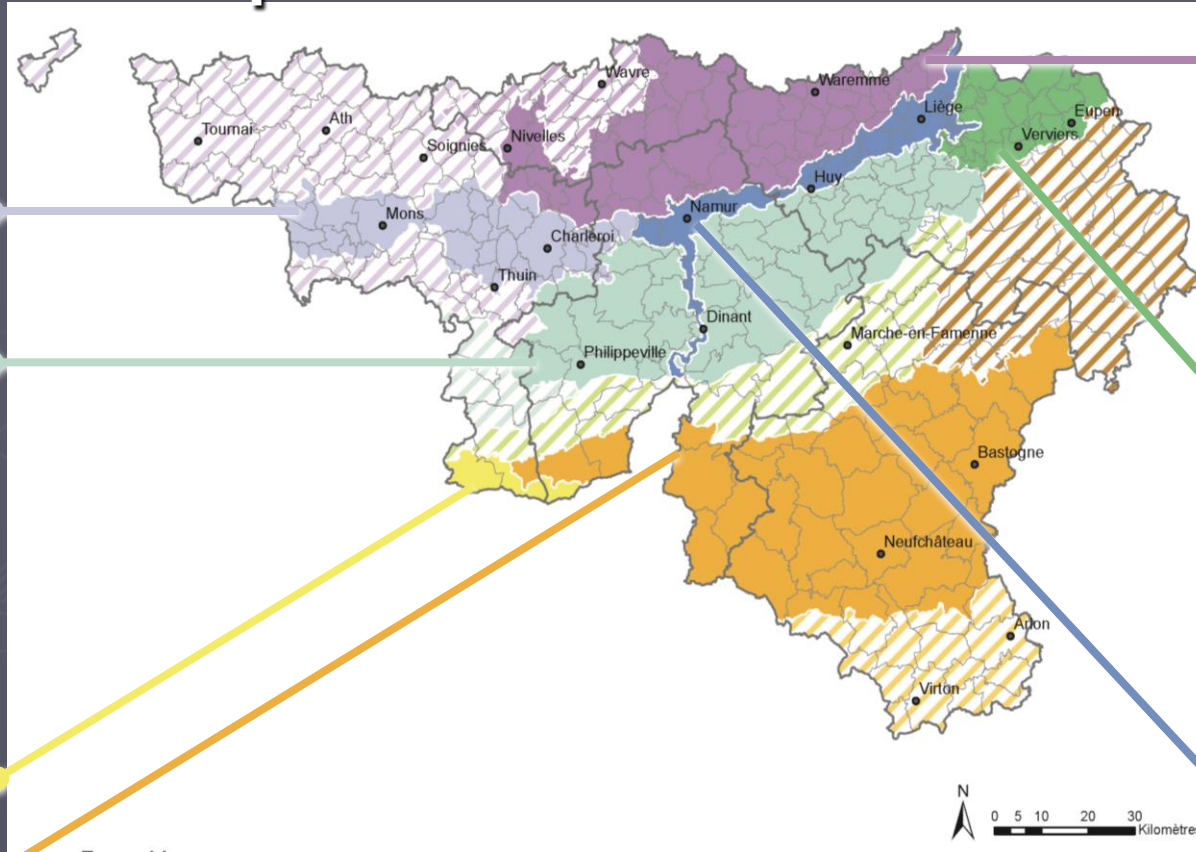 Wavre
Waremme
Liège
Ath
Tournai
Eupen
Nivelles
Verviers
Soignies
Huy
Namur
Mons
Charleroi
Thuin
Dinant
Marche-en-Famenne
Philippeville
Bastogne
Neufchâteau
Arlon
Virton
N
0 5 10 20 30
Kilomètre